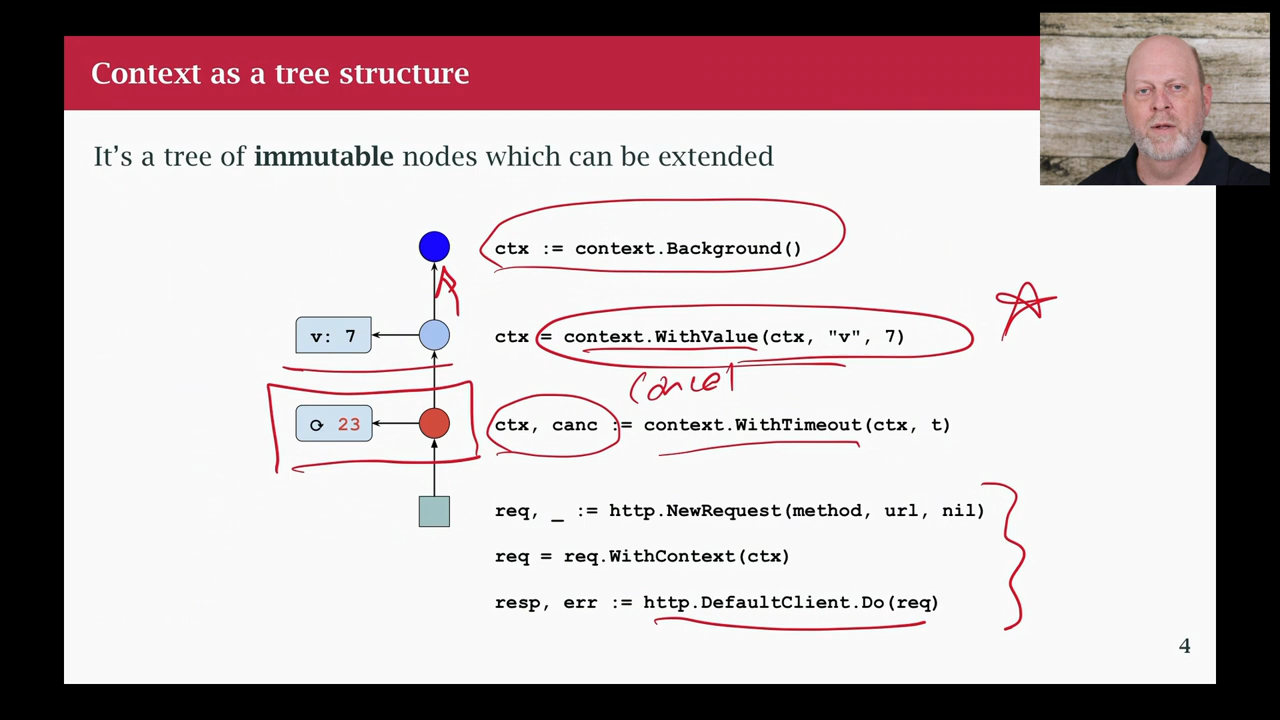 Context as a tree structure
It’s a tree of immutable nodes which can be extended
ctx := context.Background()
v: 7
ctx = context.WithValue(ctx, "v", 7)
Cancel
⟳ 23
ctx, canc := context.WithTimeout(ctx, t)
req, _ := http.NewRequest(method, url, nil)
req = req.WithContext(ctx)
resp, err := http.DefaultClient.Do(req)
4